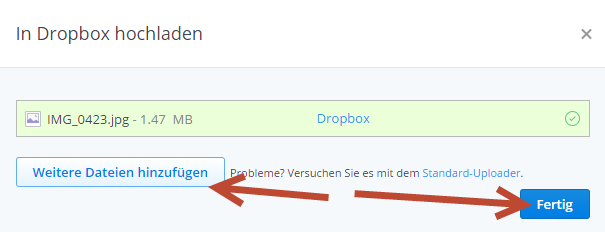 In Dropbox hochladen
IMG_0423.jpg - 1.47 MB Dropbox
Weitere Dateien hinzufügen Probleme? Versuchen Sie es mit dem Standard-Uploader.
Fertig